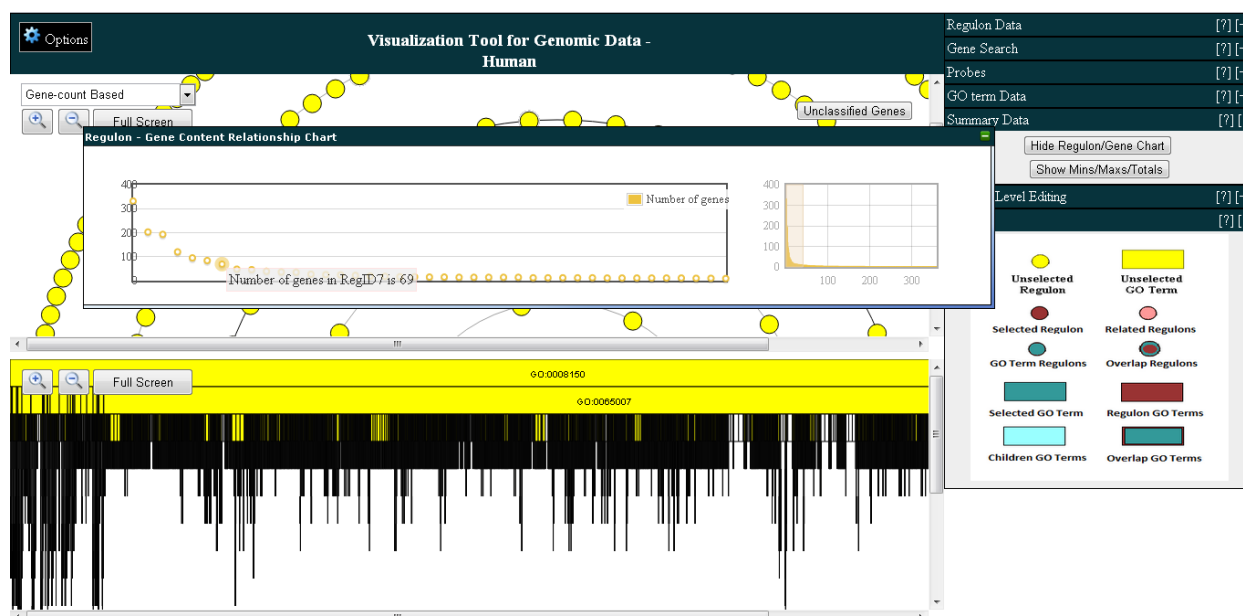 Options
Visualization Tool for Genomic Data -
Human
Gene-count Based
Full Screen
Unclassified Genes
Regulon - Gene Content Relationship Chart
400
300
200
100
0
Number of genes
Number of genes in RegID7 is 69
400
300
200
100
0
100 200 300
GO:0008150
Full Screen
GO:0065007
Regulon Data [?] [-
Gene Search [?] [-
Probes [?] [-
GO term Data [?] [-
Summary Data [?] [
Hide Regulon/Gene Chart
Show Mins/Maxs/Totals
Level Editing [?] [-
[?] [
Unselected Unselected
Regulon GO Term
Selected Regulon Related Regulons
GO Term Regulons Overlap Regulons
Selected GO Term Regulon GO Terms
Children GO Terms Overlap GO Terms